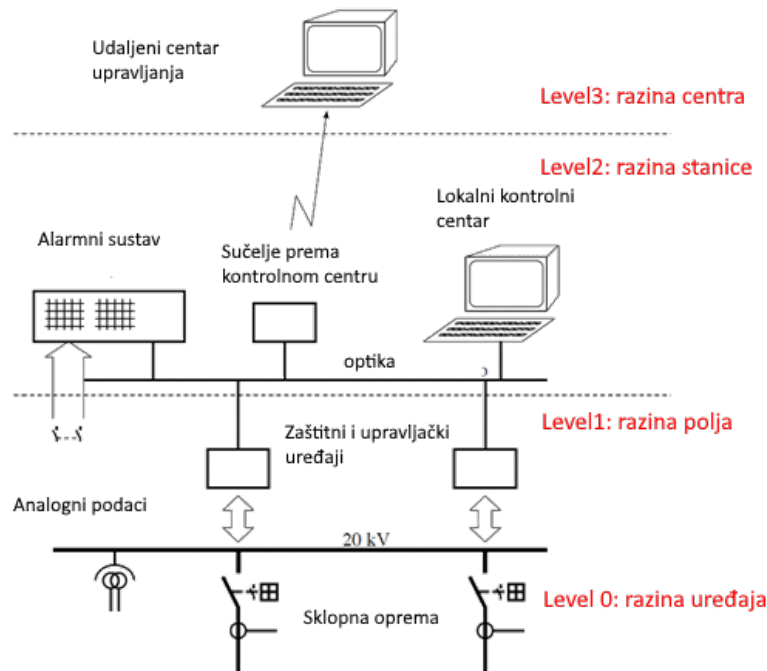 Udaljeni centar
upravljanja
Level3: razina centra
Level2: razina stanice
Lokalni kontrolni
centar
Alarmni sustav
Sučelje prema
kontrolnom centru
optika
Level1: razina polja
Zaštitni i upravljački
uređaji
Analogni podaci
20 kV
Level 0: razina uređaja
Sklopna oprema